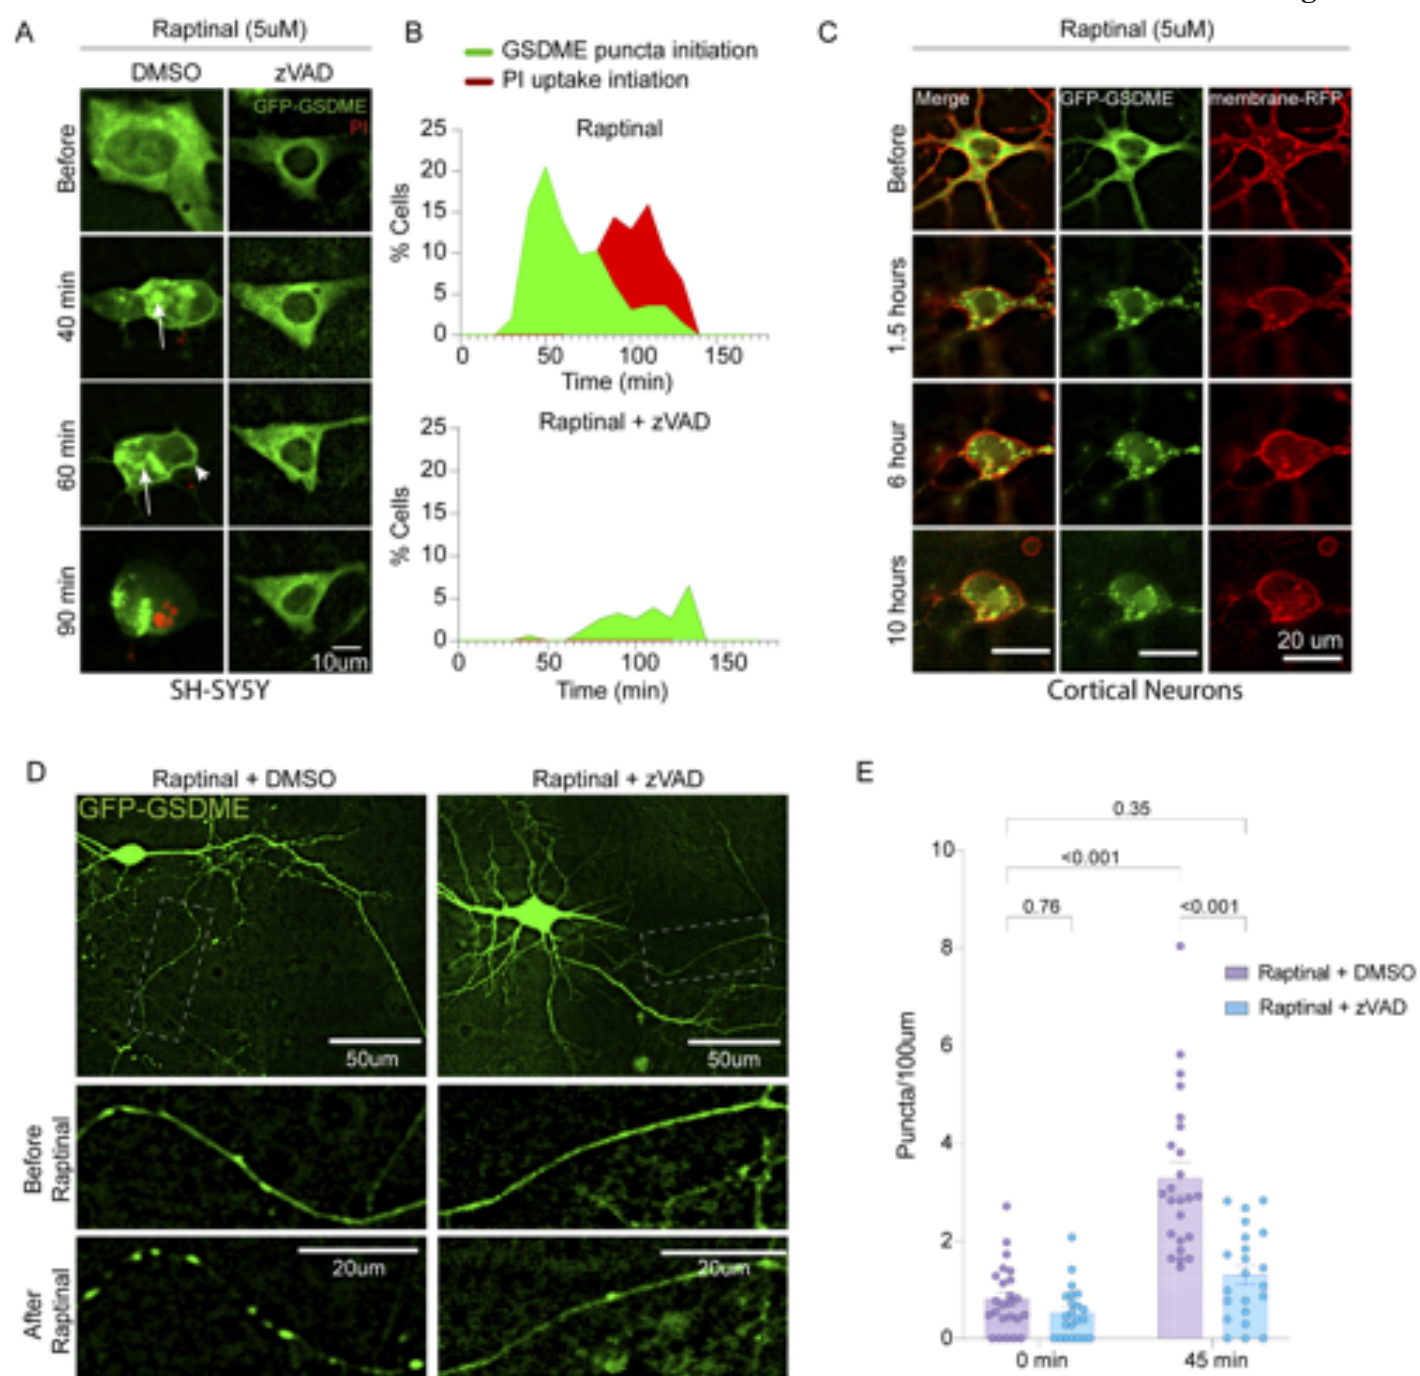 A
Raptinal (5uM)
DMSO
zVAD
GFP-GSDME
PI
Before
40 min
60 min
90 min
10um
SH-SY5Y
B
GSDME puncta initiation
PI uptake intiation
Raptinal
% Cells
25
20
15
10
5
0
0 50 100 150
Time (min)
Raptinal + zVAD
% Cells
25
20
15
10
5
0
0 50 100 150
Time (min)
C
Raptinal (5uM)
Merge
GFP-GSDME
membrane-RFP
Before
1.5 hours
6 hour
10 hours
20 um
Cortical Neurons
D
Raptinal + DMSO
Raptinal + zVAD
GFP-GSDME
50um
50um
Before
Raptinal
After
Raptinal
20um
20um
E
0.35
<0.001
0.76
<0.001
Raptinal + DMSO
Raptinal + zVAD
Puncta/100um
10
8
6
4
2
0
0 min
45 min